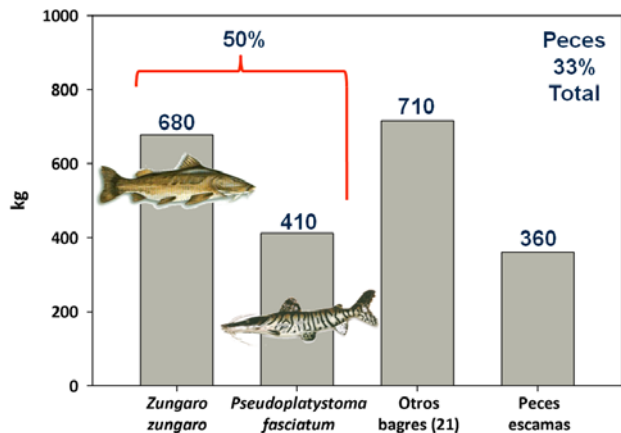 50%
Peces
33%
Total
1000
800
600
400
200
0
kg
680
410
710
360
Zungaro
zungaro
Pseudoplatystoma
fasciatum
Otros
bagres (21)
Peces
escamas